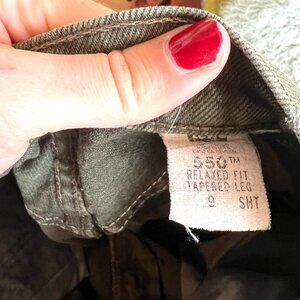 550™
RELAXED FIT
TAPERED LEG
9 SHT